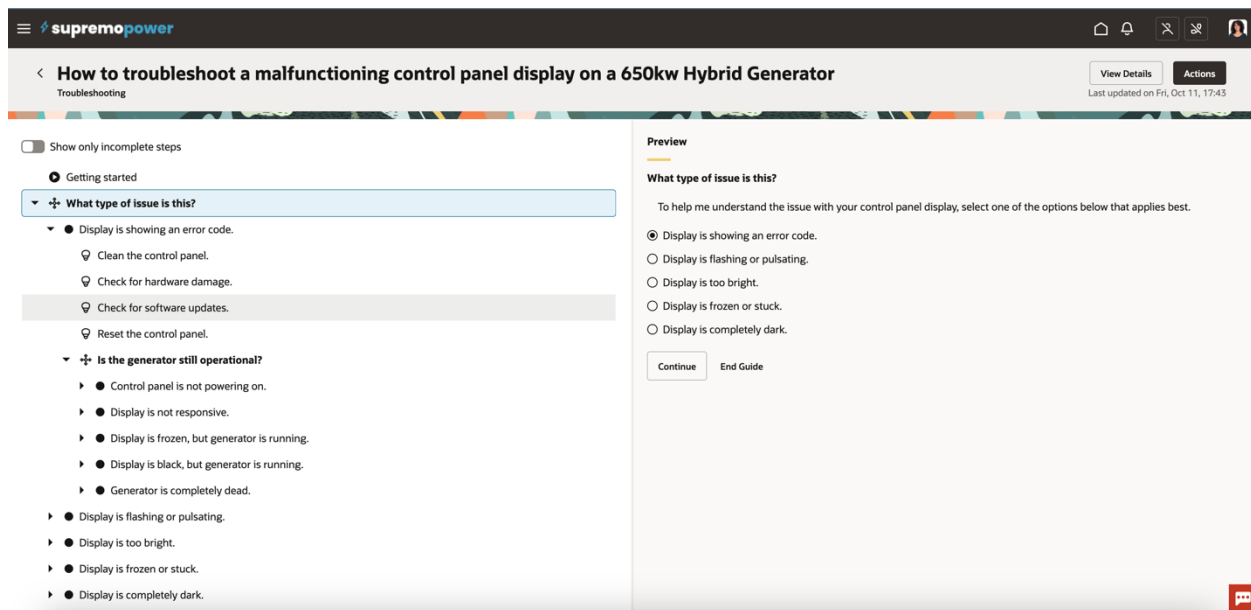 supremopower
How to troubleshoot a malfunctioning control panel display on a 650kw Hybrid Generator
Troubleshooting
View Details
Actions
Last updated on Fri, Oct 11, 17:43
Show only incomplete steps
Getting started
What type of issue is this?
Display is showing an error code.
Clean the control panel.
Check for hardware damage.
Check for software updates.
Reset the control panel.
Is the generator still operational?
Control panel is not powering on.
Display is not responsive.
Display is frozen, but generator is running.
Display is black, but generator is running.
Generator is completely dead.
Display is flashing or pulsating.
Display is too bright.
Display is frozen or stuck.
Display is completely dark.
Preview
What type of issue is this?
To help me understand the issue with your control panel display, select one of the options below that applies best.
Display is showing an error code.
Display is flashing or pulsating.
Display is too bright.
Display is frozen or stuck.
Display is completely dark.
Continue
End Guide